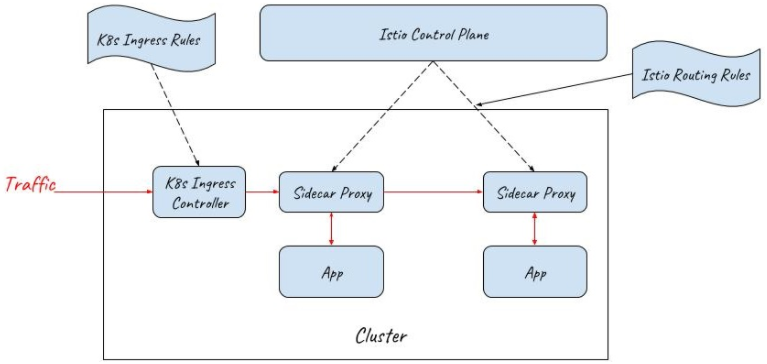 K8s Ingress Rules
Istio Control Plane
Istio Routing Rules
Traffic
K8s Ingress
Controller
Sidecar Proxy
Sidecar Proxy
App
App
Cluster